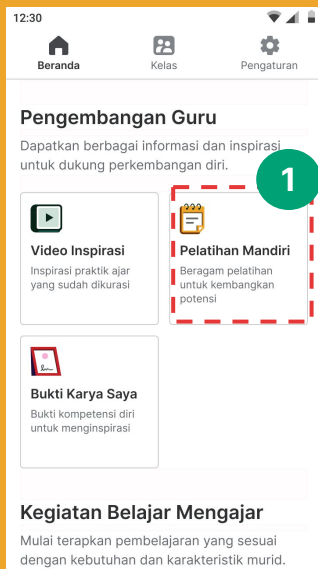 12:30
Beranda
Kelas
Pengaturan
Pengembangan Guru
Dapatkan berbagai informasi dan inspirasi
untuk dukung perkembangan diri.
1
Video Inspirasi
Inspirasi praktik ajar
yang sudah dikurasi
Pelatihan Mandiri
Beragam pelatihan
untuk kembangkan
potensi
Bukti Karya Saya
Bukti kompetensi diri
untuk menginspirasi
Kegiatan Belajar Mengajar
Mulai terapkan pembelajaran yang sesuai
dengan kebutuhan dan karakteristik murid.